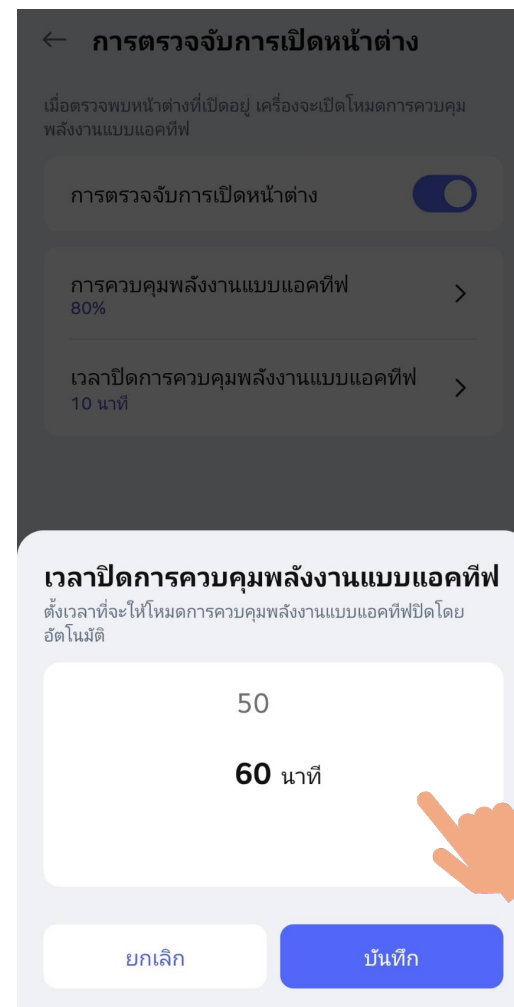 การตรวจจับการเปิดหน้าต่าง
เมื่อตรวจพบหน้าต่างที่เปิดอยู่ เครื่องจะเปิดโหมดการควบคุม
พลังงานแบบแอคทีฟ
การตรวจจับการเปิดหน้าต่าง
การควบคุมพลังงานแบบแอคทีฟ
80%
เวลาปิดการควบคุมพลังงานแบบแอคทีฟ
10 นาที
เวลาปิดการควบคุมพลังงานแบบแอคทีฟ
ตั้งเวลาที่จะให้โหมดการควบคุมพลังงานแบบแอคทีฟปิดโดย
อัตโนมัติ
50
60 นาที
ยกเลิก บันทึก